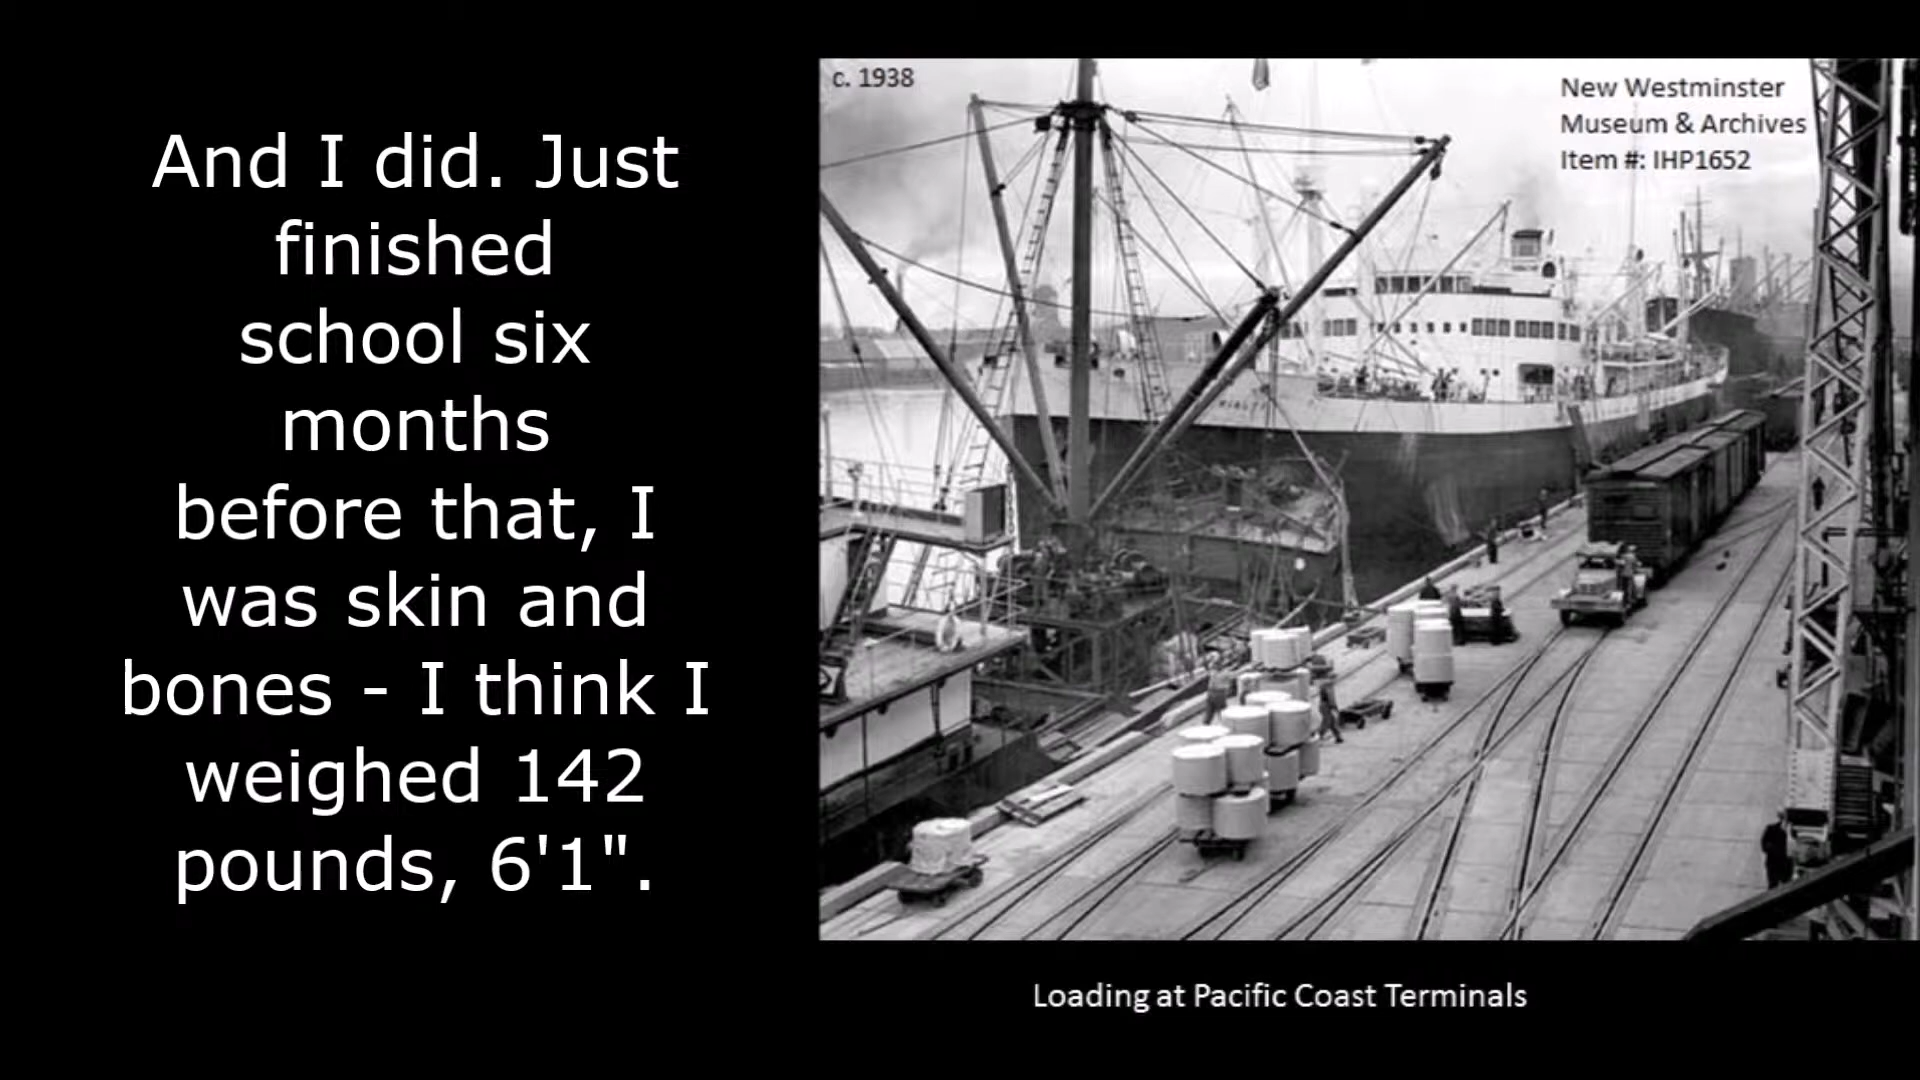 And I did. Just
finished
school six
months
before that, I
was skin and
bones - I think I
weighed 142
pounds, 6'1".
c. 1938
New Westminster
Museum & Archives
Item #: IHP1652
Loading at Pacific Coast Terminals